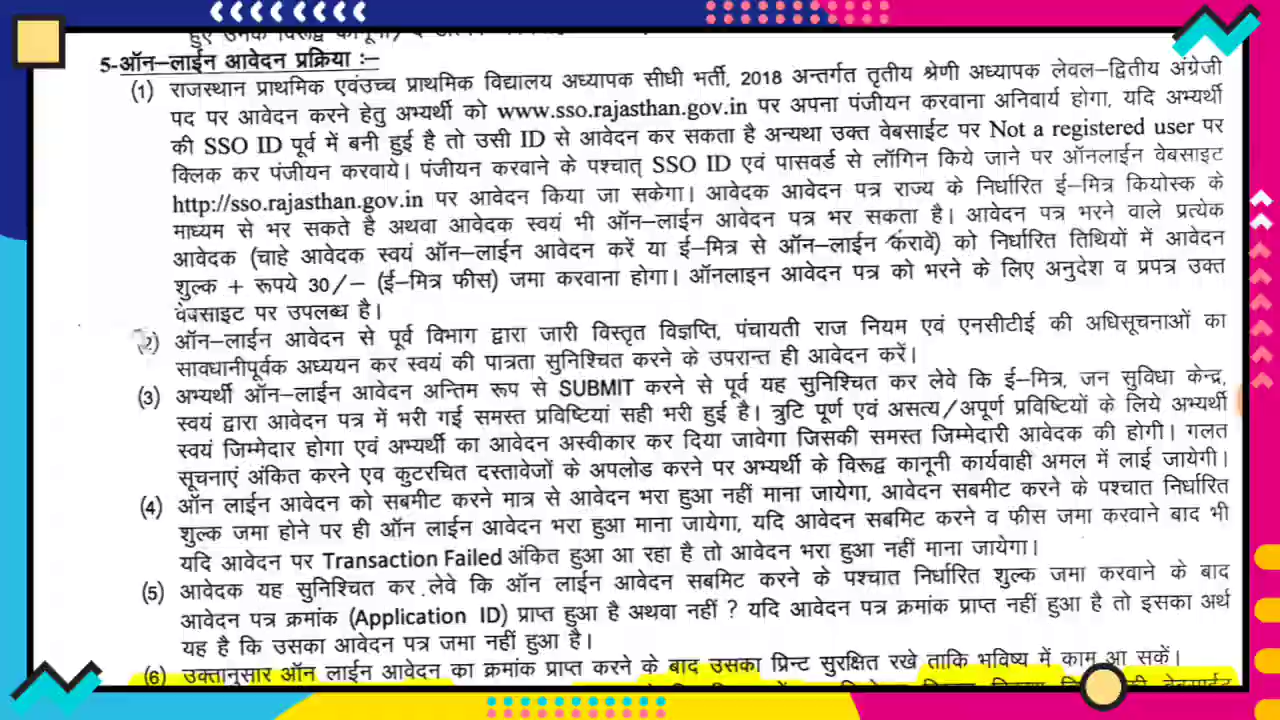 5-ऑन–लाईन आवेदन प्रक्रिया :–
(1) राजस्थान प्राथमिक एवंउच्च प्राथमिक विद्यालय अध्यापक सीधी भर्ती, 2018 अन्तर्गत तृतीय श्रेणी अध्यापक लेवल–द्वितीय अंग्रेजी
पद पर आवेदन करने हेतु अभ्यर्थी को www.sso.rajasthan.gov.in पर अपना पंजीयन करवाना अनिवार्य होगा, यदि अभ्यर्थी
की SSO ID पूर्व में बनी हुई है तो उसी ID से आवेदन कर सकता है अन्यथा उक्त वेबसाईट पर Not a registered user पर
क्लिक कर पंजीयन करवाये। पंजीयन करवाने के पश्चात् SSO ID एवं पासवर्ड से लॉगिन किये जाने पर ऑनलाईन वेबसाइट
http://sso.rajasthan.gov.in पर आवेदन किया जा सकेगा। आवेदक आवेदन पत्र राज्य के निर्धारित ई–मित्र कियोस्क के
माध्यम से भर सकते है अथवा आवेदक स्वयं भी ऑन–लाईन आवेदन पत्र भर सकता है। आवेदन पत्र भरने वाले प्रत्येक
आवेदक (चाहे आवेदक स्वयं ऑन–लाईन आवेदन करें या ई–मित्र से ऑन–लाईन करावें) को निर्धारित तिथियों में आवेदन
शुल्क + रूपये 30/– (ई–मित्र फीस) जमा करवाना होगा। ऑनलाइन आवेदन पत्र को भरने के लिए अनुदेश व प्रपत्र उक्त
वेबसाइट पर उपलब्ध है।
(2) ऑन–लाईन आवेदन से पूर्व विभाग द्वारा जारी विस्तृत विज्ञप्ति, पंचायती राज नियम एवं एनसीटीई की अधिसूचनाओं का
सावधानीपूर्वक अध्ययन कर स्वयं की पात्रता सुनिश्चित करने के उपरान्त ही आवेदन करें।
(3) अभ्यर्थी ऑन–लाईन आवेदन अन्तिम रूप से SUBMIT करने से पूर्व यह सुनिश्चित कर लेवे कि ई–मित्र, जन सुविधा केन्द्र,
स्वयं द्वारा आवेदन पत्र में भरी गई समस्त प्रविष्टियां सही भरी हुई है। त्रुटि पूर्ण एवं असत्य/अपूर्ण प्रविष्टियों के लिये अभ्यर्थी
स्वयं जिम्मेदार होगा एवं अभ्यर्थी का आवेदन अस्वीकार कर दिया जावेगा जिसकी समस्त जिम्मेदारी आवेदक की होगी। गलत
सूचनाएं अंकित करने एव कुटरचित दस्तावेजों के अपलोड करने पर अभ्यर्थी के विरूद्व कानूनी कार्यवाही अमल में लाई जायेगी।
(4) ऑन लाईन आवेदन को सबमीट करने मात्र से आवेदन भरा हुआ नहीं माना जायेगा, आवेदन सबमीट करने के पश्चात निर्धारित
शुल्क जमा होने पर ही ऑन लाईन आवेदन भरा हुआ माना जायेगा, यदि आवेदन सबमिट करने व फीस जमा करवाने बाद भी
यदि आवेदन पर Transaction Failed अंकित हुआ आ रहा है तो आवेदन भरा हुआ नहीं माना जायेगा।
(5) आवेदक यह सुनिश्चित कर लेवे कि ऑन लाईन आवेदन सबमिट करने के पश्चात निर्धारित शुल्क जमा करवाने के बाद
आवेदन पत्र क्रमांक (Application ID) प्राप्त हुआ है अथवा नहीं ? यदि आवेदन पत्र क्रमांक प्राप्त नहीं हुआ है तो इसका अर्थ
यह है कि उसका आवेदन पत्र जमा नहीं हुआ है।
(6) उक्तानुसार ऑन लाईन आवेदन का क्रमांक प्राप्त करने के बाद उसका प्रिन्ट सुरक्षित रखे ताकि भविष्य में काम आ सकें।